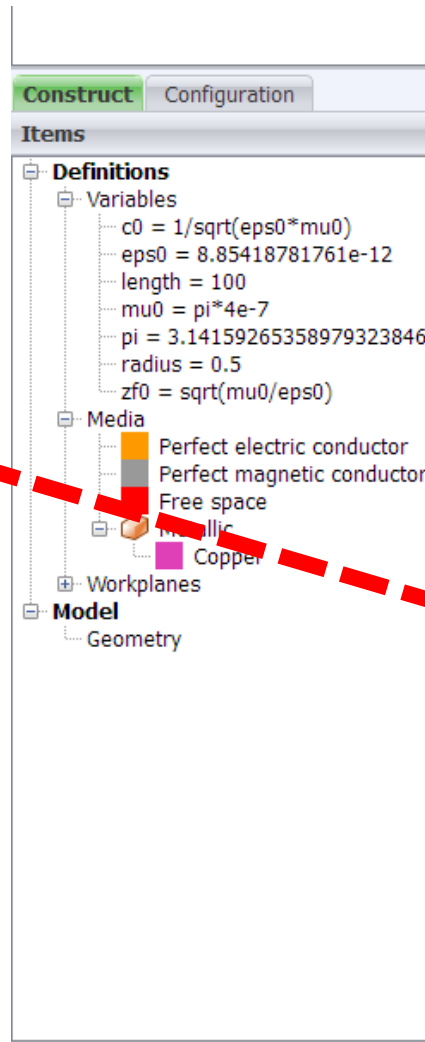 Construct Configuration
Items
Definitions
Variables
c0 = 1/sqrt(eps0*mu0)
eps0 = 8.85418781761e-12
length = 100
mu0 = pi*4e-7
pi = 3.14159265358979323846
radius = 0.5
zf0 = sqrt(mu0/eps0)
Media
Perfect electric conductor
Perfect magnetic conductor
Free space
Metallic
Copper
Workplanes
Model
Geometry